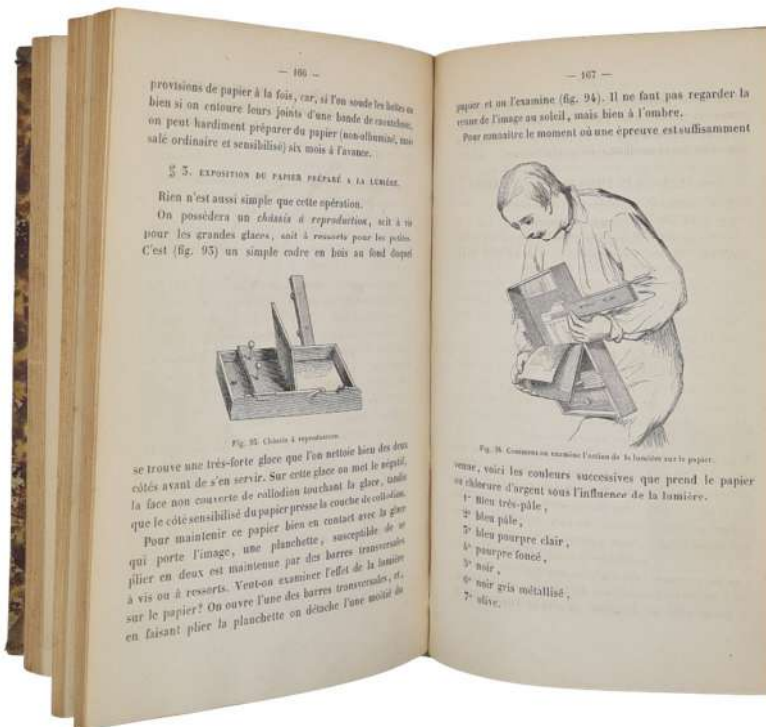 — 166 —
provisions de papier à la fois, car, si l'on soude les boîtes ou
bien si on entoure leurs joints d'une bande de caoutchouc,
on peut hardiment préparer du papier (non-albuminé, mais
salé ordinaire et sensibilisé) six mois à l'avance.
§ 3. EXPOSITION DU PAPIER PRÉPARÉ A LA LUMIÈRE.
Rien n'est aussi simple que cette opération.
On possédera un châssis à reproduction, soit à vis
pour les grandes glaces, soit à ressorts pour les petites.
C'est (fig. 93) un simple cadre en bois au fond duquel
Fig. 93. Châssis à reproduction.
se trouve une très-forte glace que l'on nettoie bien des deux
côtés avant de s'en servir. Sur cette glace on met le négatif,
la face non couverte de collodion touchant la glace, tandis
que le côté sensibilisé du papier presse la couche de collodion.
Pour maintenir ce papier bien en contact avec la glace
qui porte l'image, une planchette, susceptible de se
plier en deux est maintenue par des barres transversales
à vis ou à ressorts. Veut-on examiner l'effet de la lumière
sur le papier? On ouvre l'une des barres transversales, et,
en faisant plier la planchette on détache l'une moitié du
— 167 —
papier et on l'examine (fig. 94). Il ne faut pas regarder la
venue de l'image au soleil, mais bien à l'ombre.
Pour connaître le moment où une épreuve est suffisamment
Fig. 94. Comment on examine l'action de la lumière sur le papier.
venue, voici les couleurs successives que prend le papier
au chlorure d'argent sous l'influence de la lumière.
1° Bleu très-pâle,
2° bleu pâle,
3° bleu pourpre clair,
4° pourpre foncé,
5° noir,
6° noir gris métallisé,
7° olive.